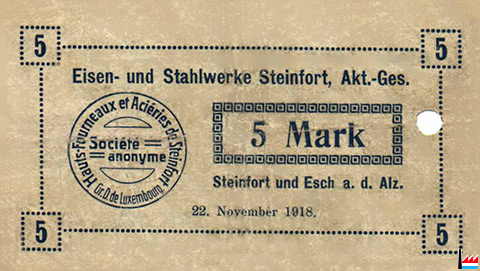 5
5
Eisen- und Stahlwerke Steinfort, Akt.-Ges.
Hauts-Fourneaux et Aciéries de Steinfort
Société
anonyme
Gr. D. de Luxembourg.
5 Mark
Steinfort und Esch a. d. Alz.
22. November 1918.
5
5